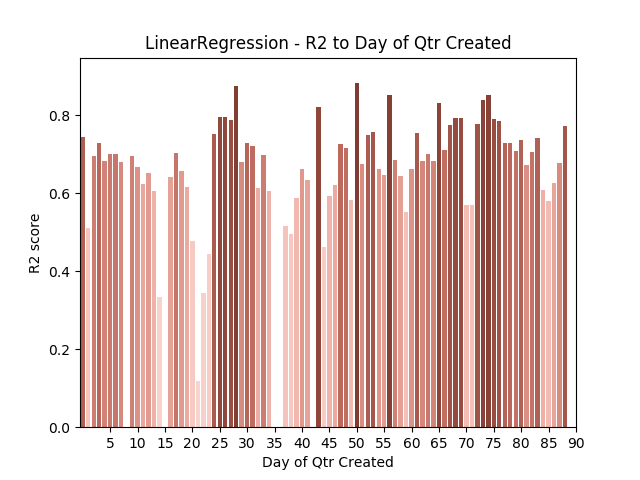 LinearRegression - R2 to Day of Qtr Created
R2 score
0.8
0.6
0.4
0.2
0.0
5 10 15 20 25 30 35 40 45 50 55 60 65 70 75 80 85 90
Day of Qtr Created